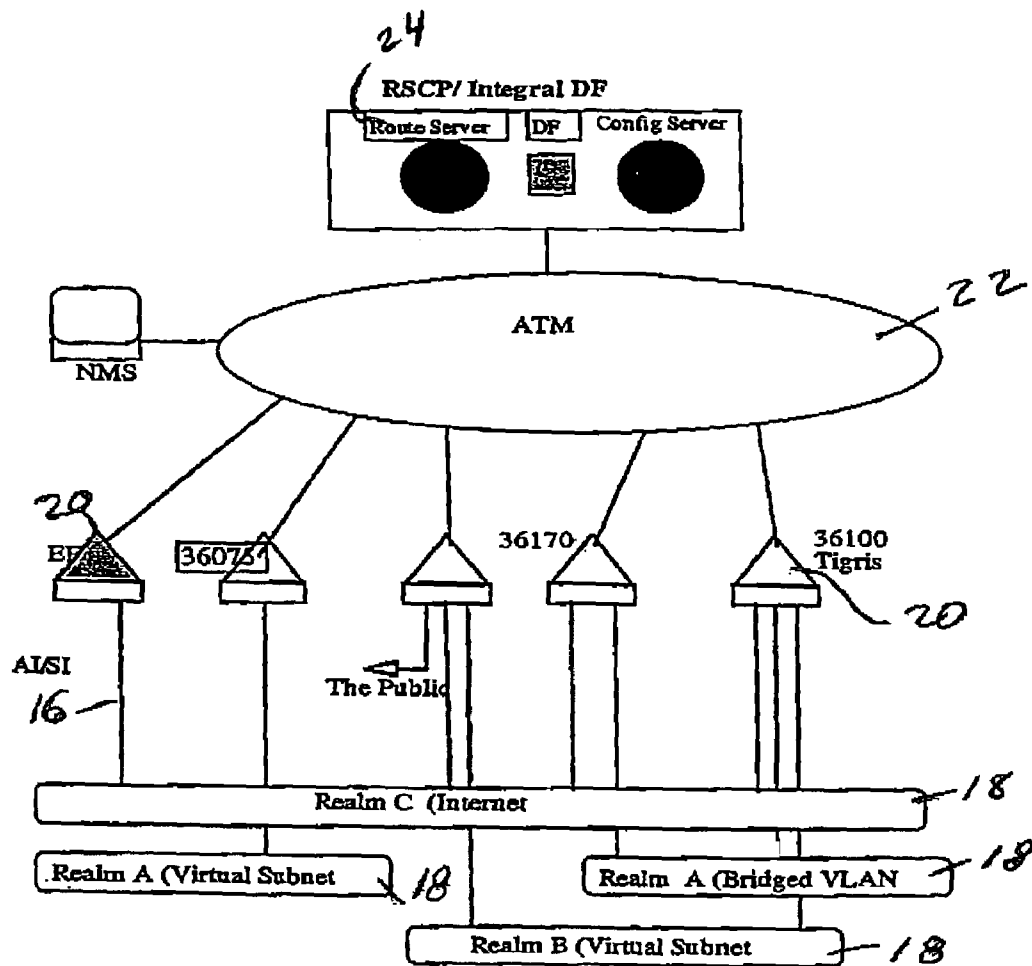 24
RSCP/ Integral DF
Route Server DF Config Server
22
ATM
NMS
20
36075
36170
36100
Tigris
20
AI/SI
16
The Public
Realm C (Internet
18
Realm A (Virtual Subnet
18
Realm A (Bridged VLAN
18
Realm B (Virtual Subnet
18